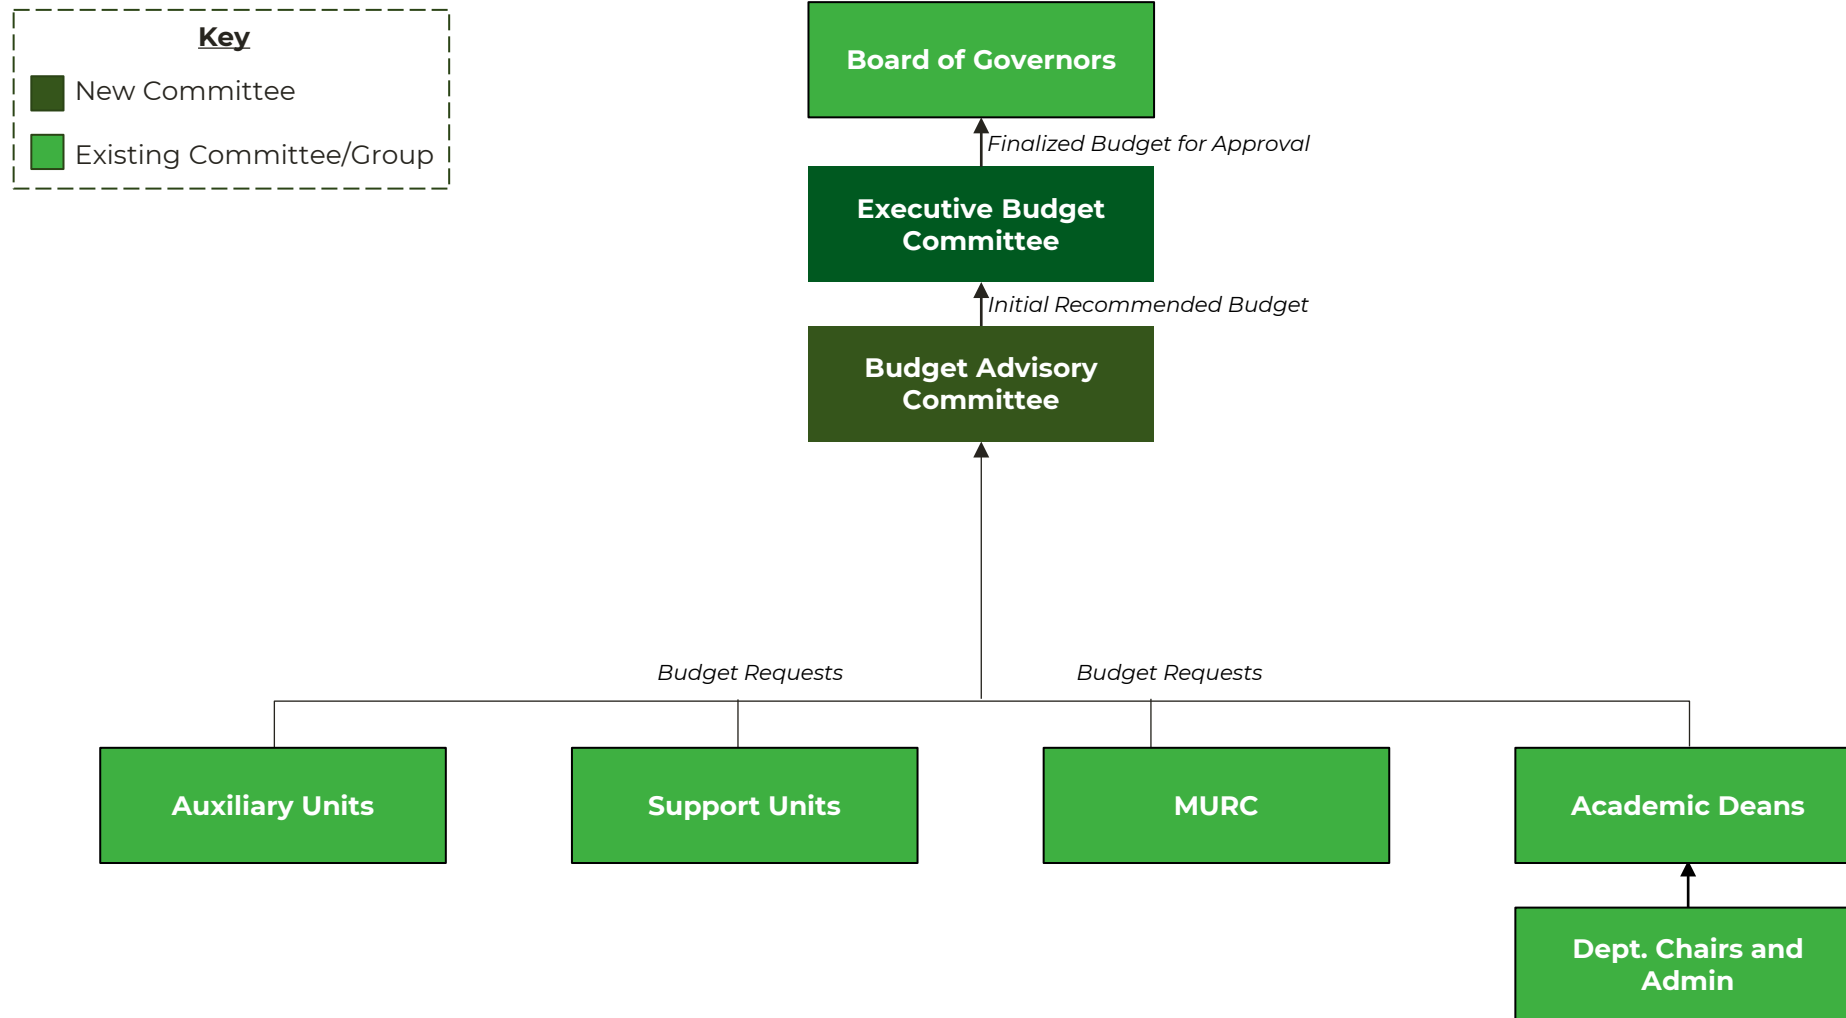 Key
New Committee
Existing Committee/Group
Board of Governors
Finalized Budget for Approval
Executive Budget
Committee
Initial Recommended Budget
Budget Advisory
Committee
Budget Requests
Budget Requests
Auxiliary Units
Support Units
MURC
Academic Deans
Dept. Chairs and
Admin